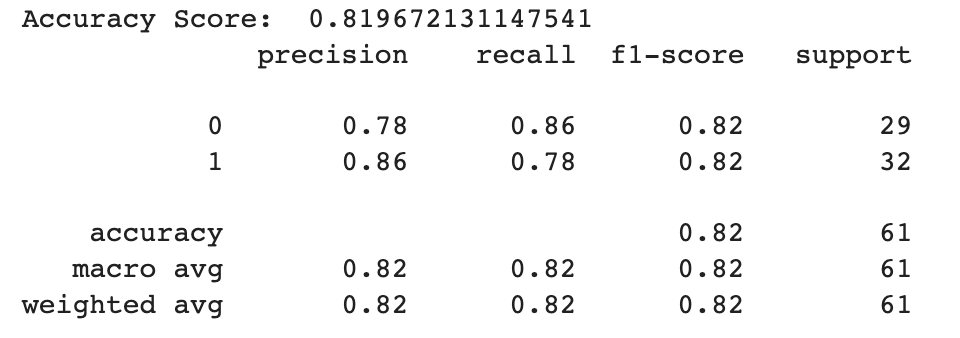 Accuracy Score:  0.819672131147541
              precision    recall  f1-score   support

           0       0.78      0.86      0.82        29
           1       0.86      0.78      0.82        32

    accuracy                           0.82        61
   macro avg       0.82      0.82      0.82        61
weighted avg       0.82      0.82      0.82        61